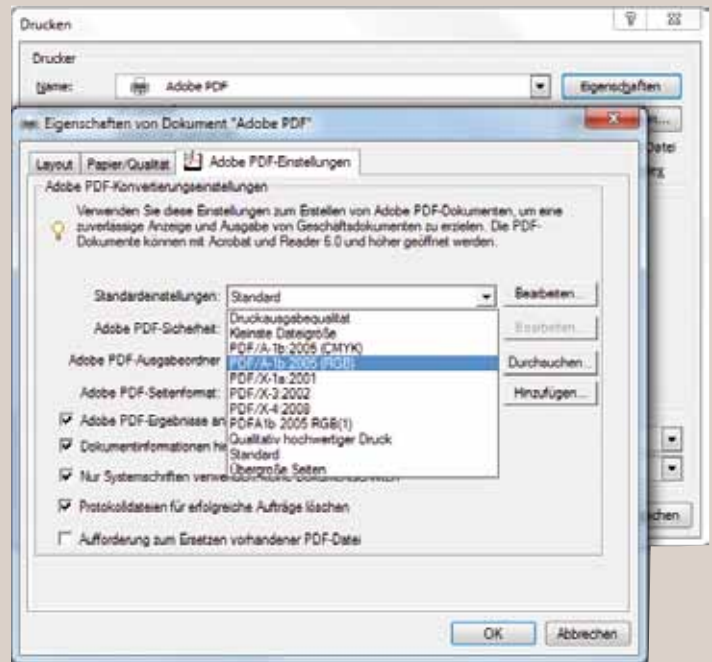 Drucken
Drucker
Name: Adobe PDF Eigenschaften
Eigenschaften von Dokument "Adobe PDF"
Datei
Layout Papier/Qualität Adobe PDF-Einstellungen
Adobe PDF-Konvertierungseinstellungen
Verwenden Sie diese Einstellungen zum Erstellen von Adobe PDF-Dokumenten, um eine
zuverlässige Anzeige und Ausgabe von Geschäftsdokumenten zu erzielen. Die PDF-
Dokumente können mit Acrobat und Reader 6.0 und höher geöffnet werden.
Standardeinstellungen: Standard Bearbeiten...
Druckausgabequalität
Adobe PDF-Sicherheit: Kleinste Dateigröße Bearbeiten...
PDF/A-1b:2005 (CMYK)
Adobe PDF-Ausgabeordner PDF/A-1b:2005 (RGB) Durchsuchen...
PDF/X-1a:2001
Adobe PDF-Seitenformat: PDF/X-3:2002 Hinzufügen...
PDF/X-4:2008
Adobe PDF-Ergebnisse an PDFA1b 2005 RGB(1)
Dokumentinformationen hi Qualitativ hochwertiger Druck
Standard
Nur Systemschriften Übergroße Seiten
Protokolldateien für erfolgreiche Aufträge löschen
Aufforderung zum Ersetzen vorhandener PDF-Datei
OK Abbrechen